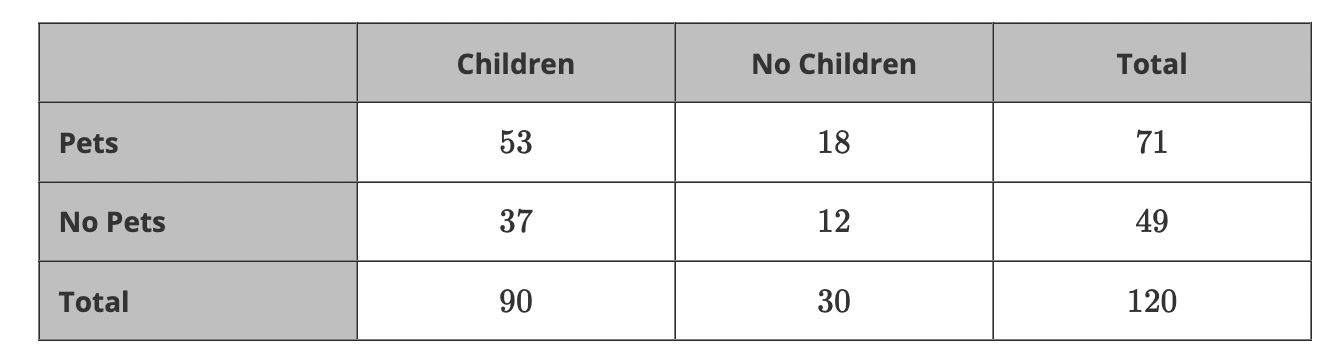 Children No Children Total
Pets 53 18 71
No Pets 37 12 49
Total 90 30 120